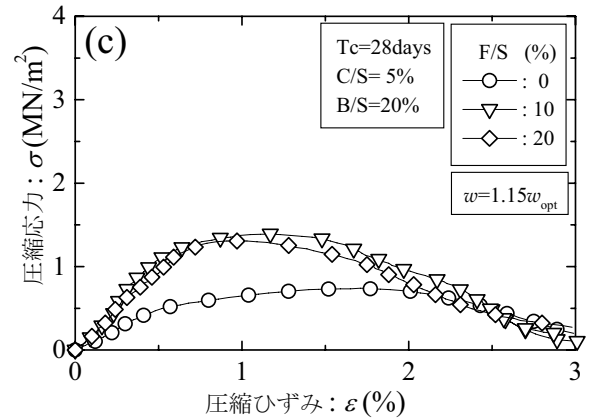 (c)
Tc=28days
C/S= 5%
B/S=20%
F/S (%)
: 0
: 10
: 20
w=1.15w_opt
圧縮応力 : σ (MN/m²)
4
3
2
1
0
0 1 2 3
圧縮ひずみ : ε (%)